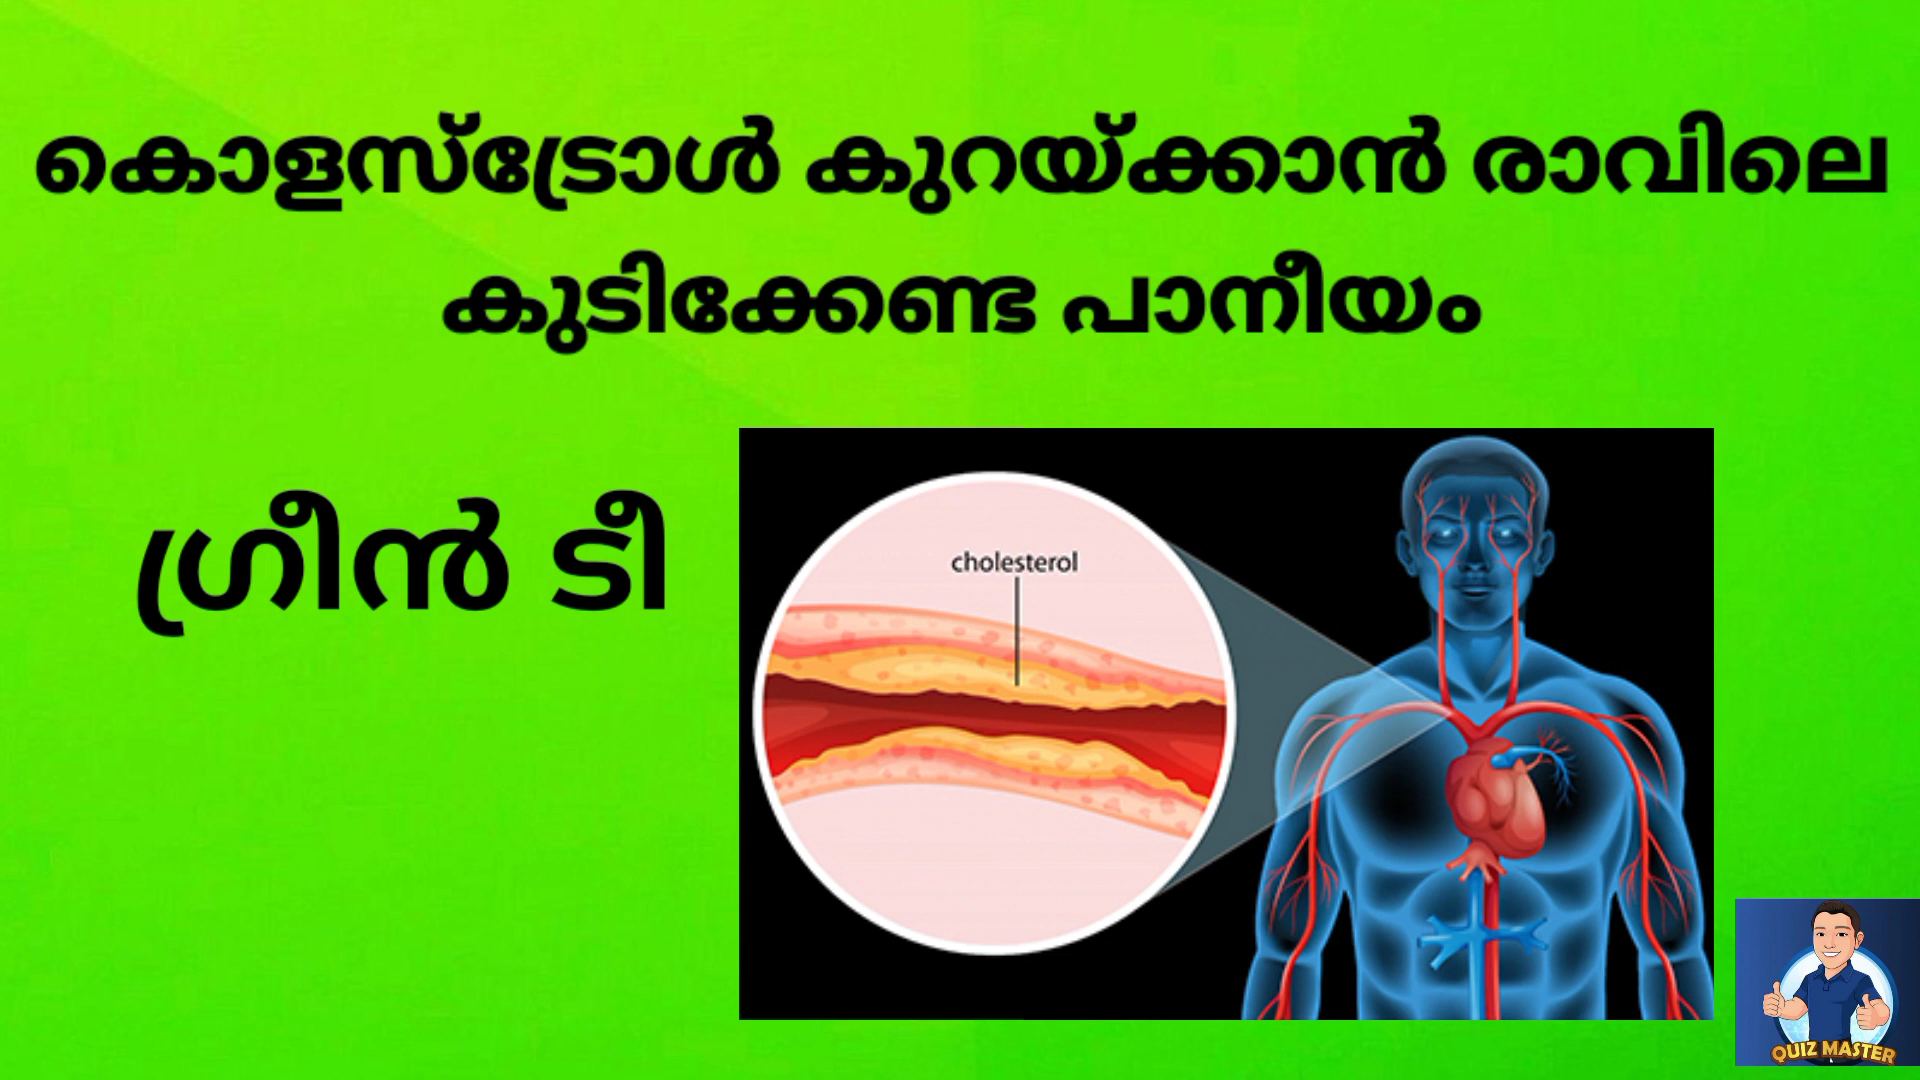 കൊളസ്ട്രോൾ കുറയ്ക്കാൻ രാവിലെ
കുടിക്കേണ്ട പാനീയം
ഗ്രീൻ ടീ
cholesterol
QUIZ MASTER